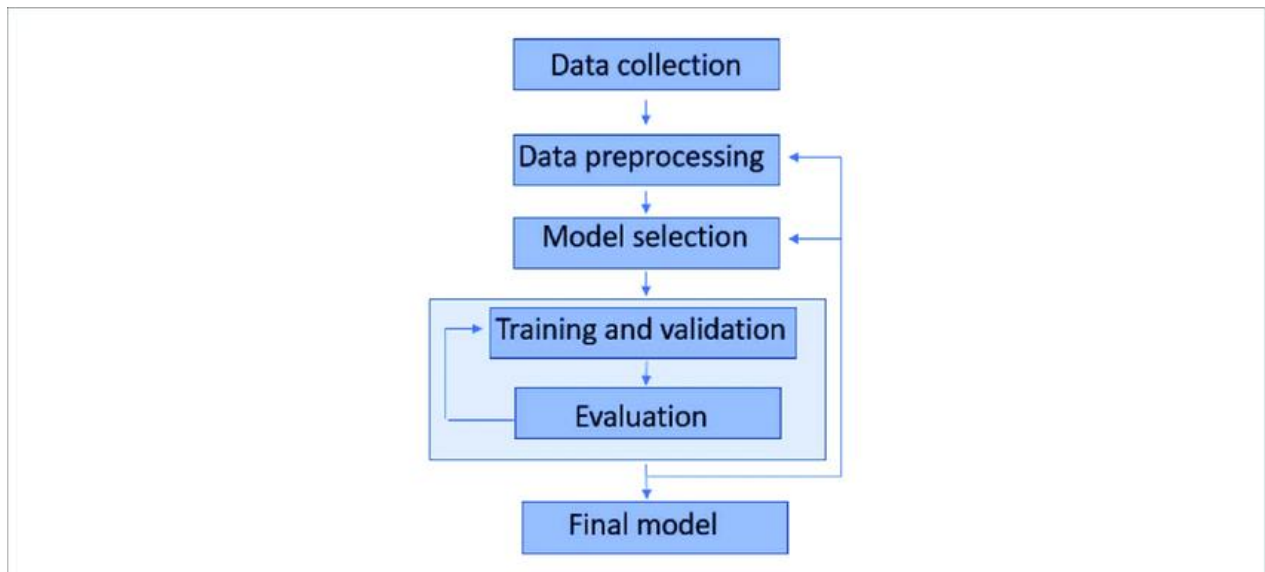 Data collection
Data preprocessing
Model selection
Training and validation
Evaluation
Final model